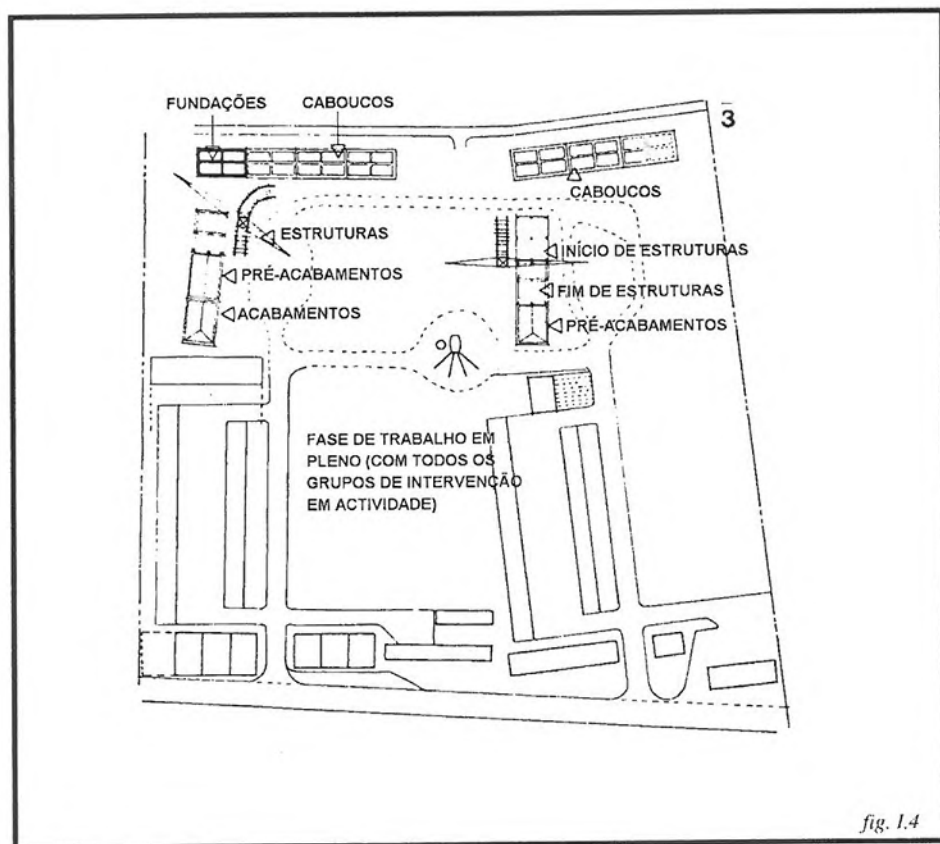 FUNDAÇÕES
CABOUCOS
3
CABOUCOS
ESTRUTURAS
INÍCIO DE ESTRUTURAS
PRÉ-ACABAMENTOS
FIM DE ESTRUTURAS
ACABAMENTOS
PRÉ-ACABAMENTOS
FASE DE TRABALHO EM
PLENO (COM TODOS OS
GRUPOS DE INTERVENÇÃO
EM ACTIVIDADE)
fig. I.4